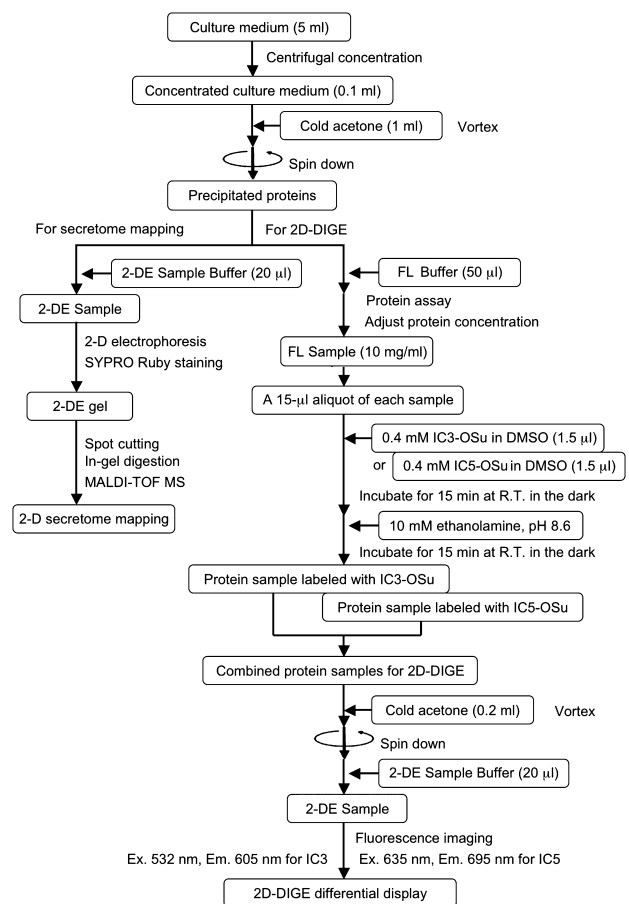 Culture medium (5 ml)
Centrifugal concentration
Concentrated culture medium (0.1 ml)
Cold acetone (1 ml)
Vortex
Spin down
Precipitated proteins
For secretome mapping
For 2D-DIGE
2-DE Sample Buffer (20 μl)
FL Buffer (50 μl)
2-DE Sample
Protein assay
Adjust protein concentration
2-D electrophoresis
SYPRO Ruby staining
FL Sample (10 mg/ml)
2-DE gel
A 15-μl aliquot of each sample
Spot cutting
In-gel digestion
MALDI-TOF MS
0.4 mM IC3-OSu in DMSO (1.5 μl)
or 0.4 mM IC5-OSu in DMSO (1.5 μl)
Incubate for 15 min at R.T. in the dark
2-D secretome mapping
10 mM ethanolamine, pH 8.6
Incubate for 15 min at R.T. in the dark
Protein sample labeled with IC3-OSu
Protein sample labeled with IC5-OSu
Combined protein samples for 2D-DIGE
Cold acetone (0.2 ml)
Vortex
Spin down
2-DE Sample Buffer (20 μl)
2-DE Sample
Fluorescence imaging
Ex. 532 nm, Em. 605 nm for IC3
Ex. 635 nm, Em. 695 nm for IC5
2D-DIGE differential display